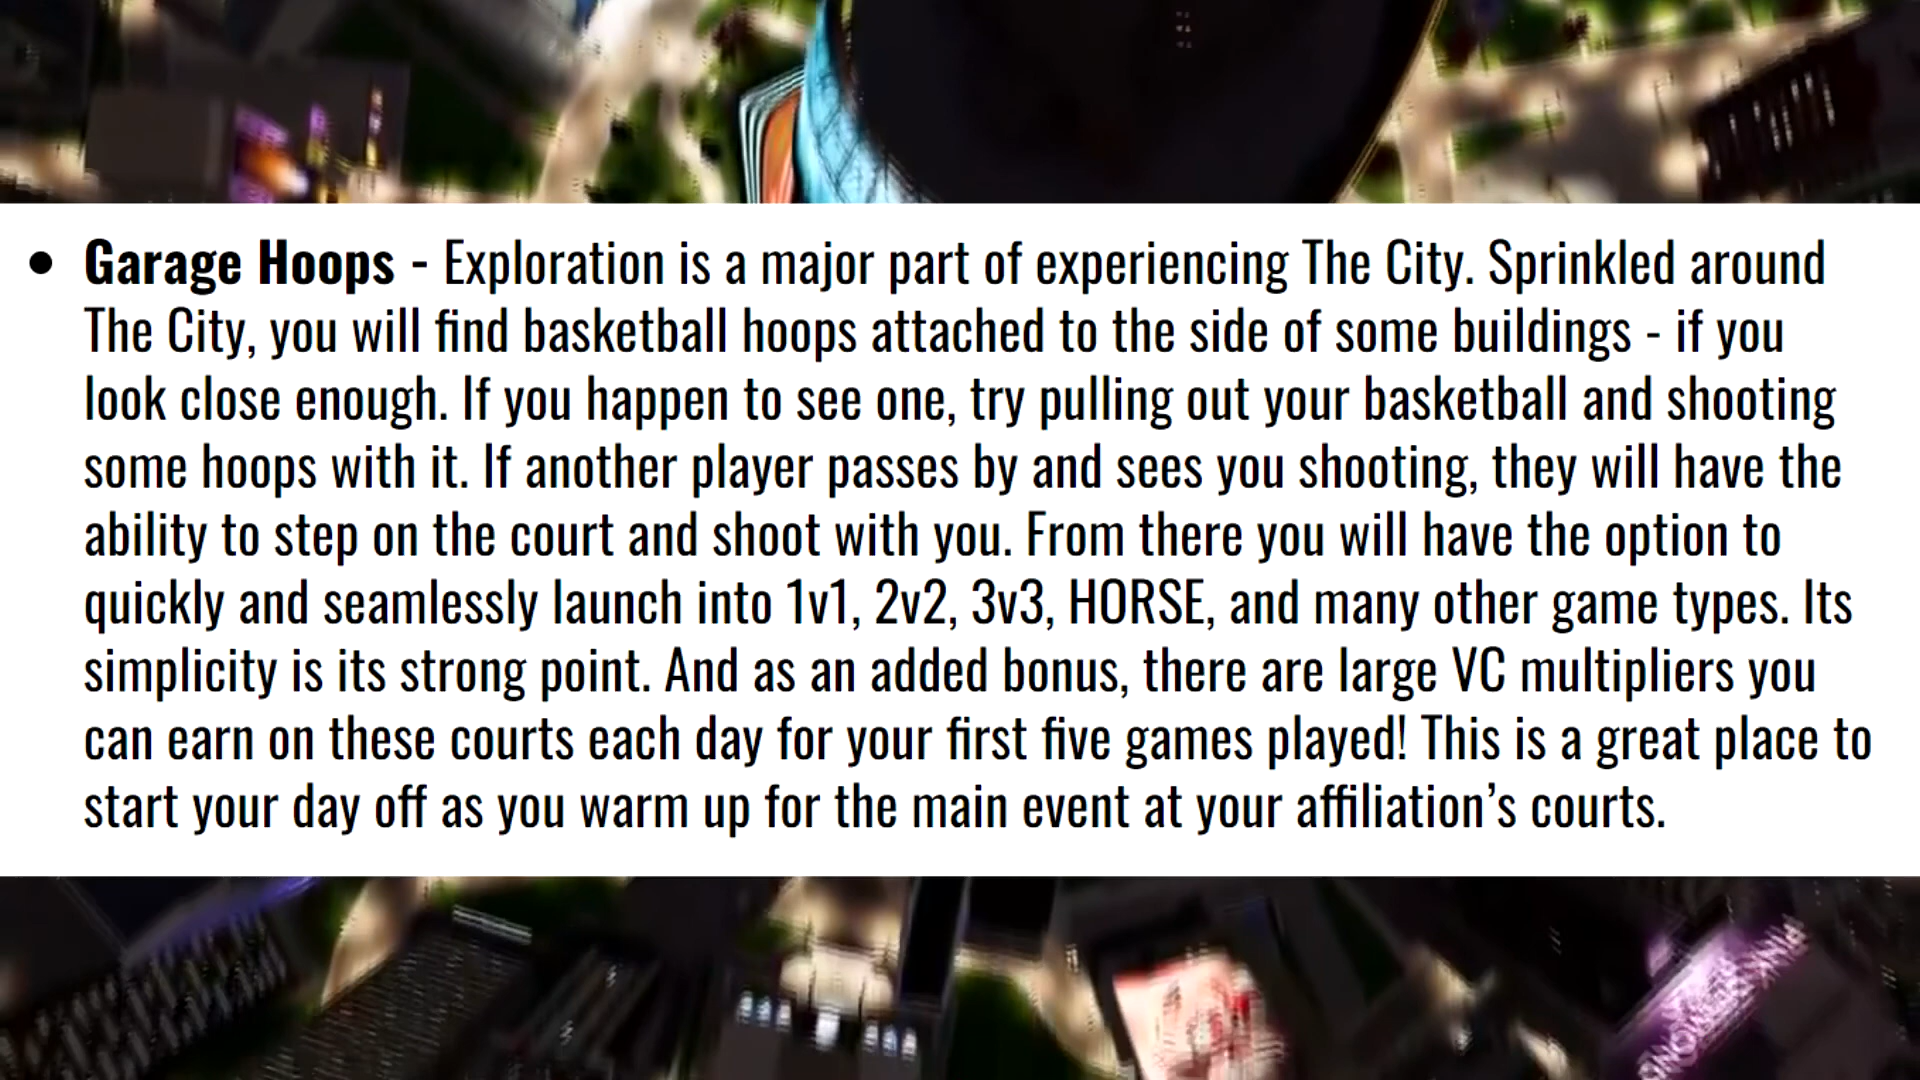 • Garage Hoops - Exploration is a major part of experiencing The City. Sprinkled around
The City, you will find basketball hoops attached to the side of some buildings - if you
look close enough. If you happen to see one, try pulling out your basketball and shooting
some hoops with it. If another player passes by and sees you shooting, they will have the
ability to step on the court and shoot with you. From there you will have the option to
quickly and seamlessly launch into 1v1, 2v2, 3v3, HORSE, and many other game types. Its
simplicity is its strong point. And as an added bonus, there are large VC multipliers you
can earn on these courts each day for your first five games played! This is a great place to
start your day off as you warm up for the main event at your affiliation’s courts.